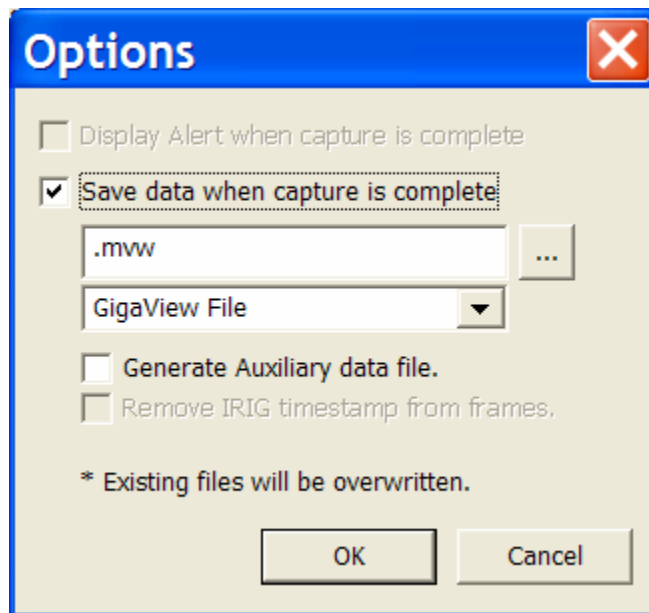 Options
Display Alert when capture is complete
Save data when capture is complete
.mvw
...
GigaView File
Generate Auxiliary data file.
Remove IRIG timestamp from frames.
* Existing files will be overwritten.
OK Cancel